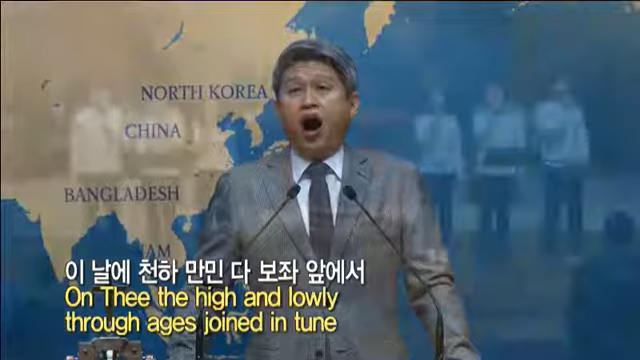 NORTH KOREA
CHINA
BANGLADESH
이 날에 천하 만민 다 보좌 앞에서
On Thee the high and lowly
through ages joined in tune